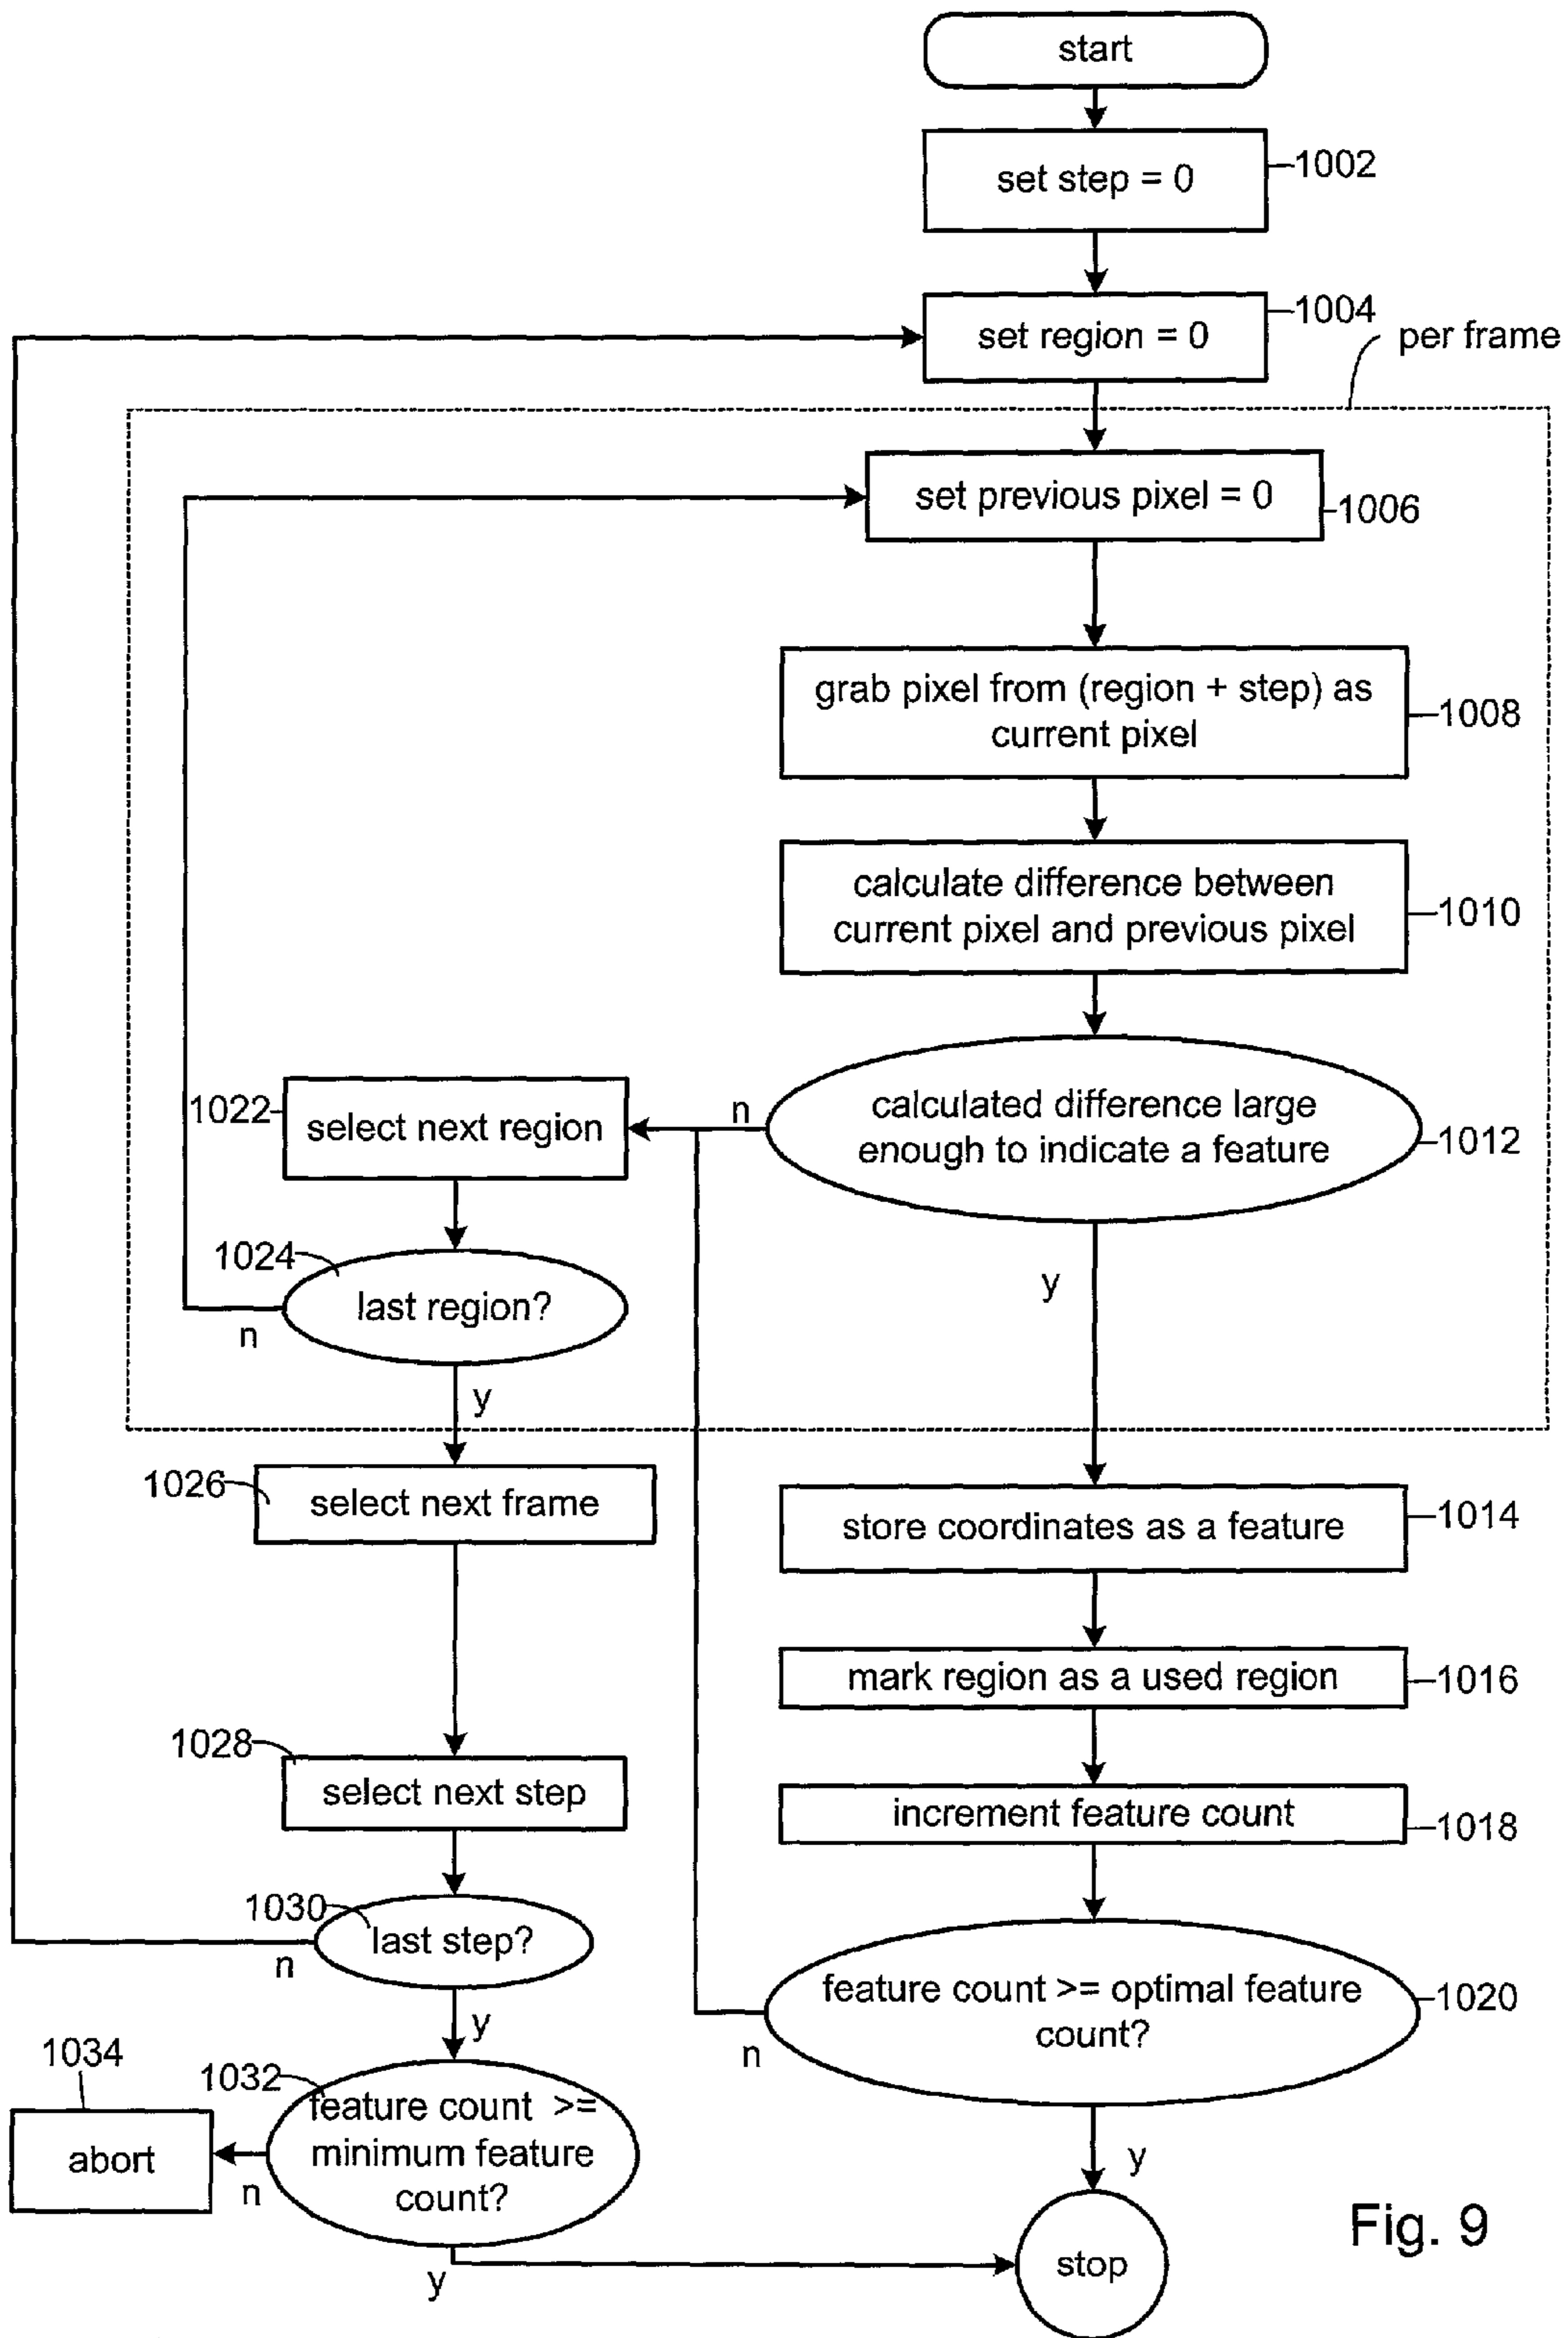 start
set step = 0
1002
set region = 0
1004
per frame
set previous pixel = 0
1006
grab pixel from (region + step) as
current pixel
1008
calculate difference between
current pixel and previous pixel
1010
calculated difference large
enough to indicate a feature
1012
n
y
1022
select next region
1024
last region?
n
y
1026
select next frame
1014
store coordinates as a feature
1016
mark region as a used region
1028
select next step
1018
increment feature count
1030
last step?
n
y
1020
feature count >= optimal feature
count?
n
y
1034
abort
1032
feature count >=
minimum feature
count?
n
y
stop
Fig. 9